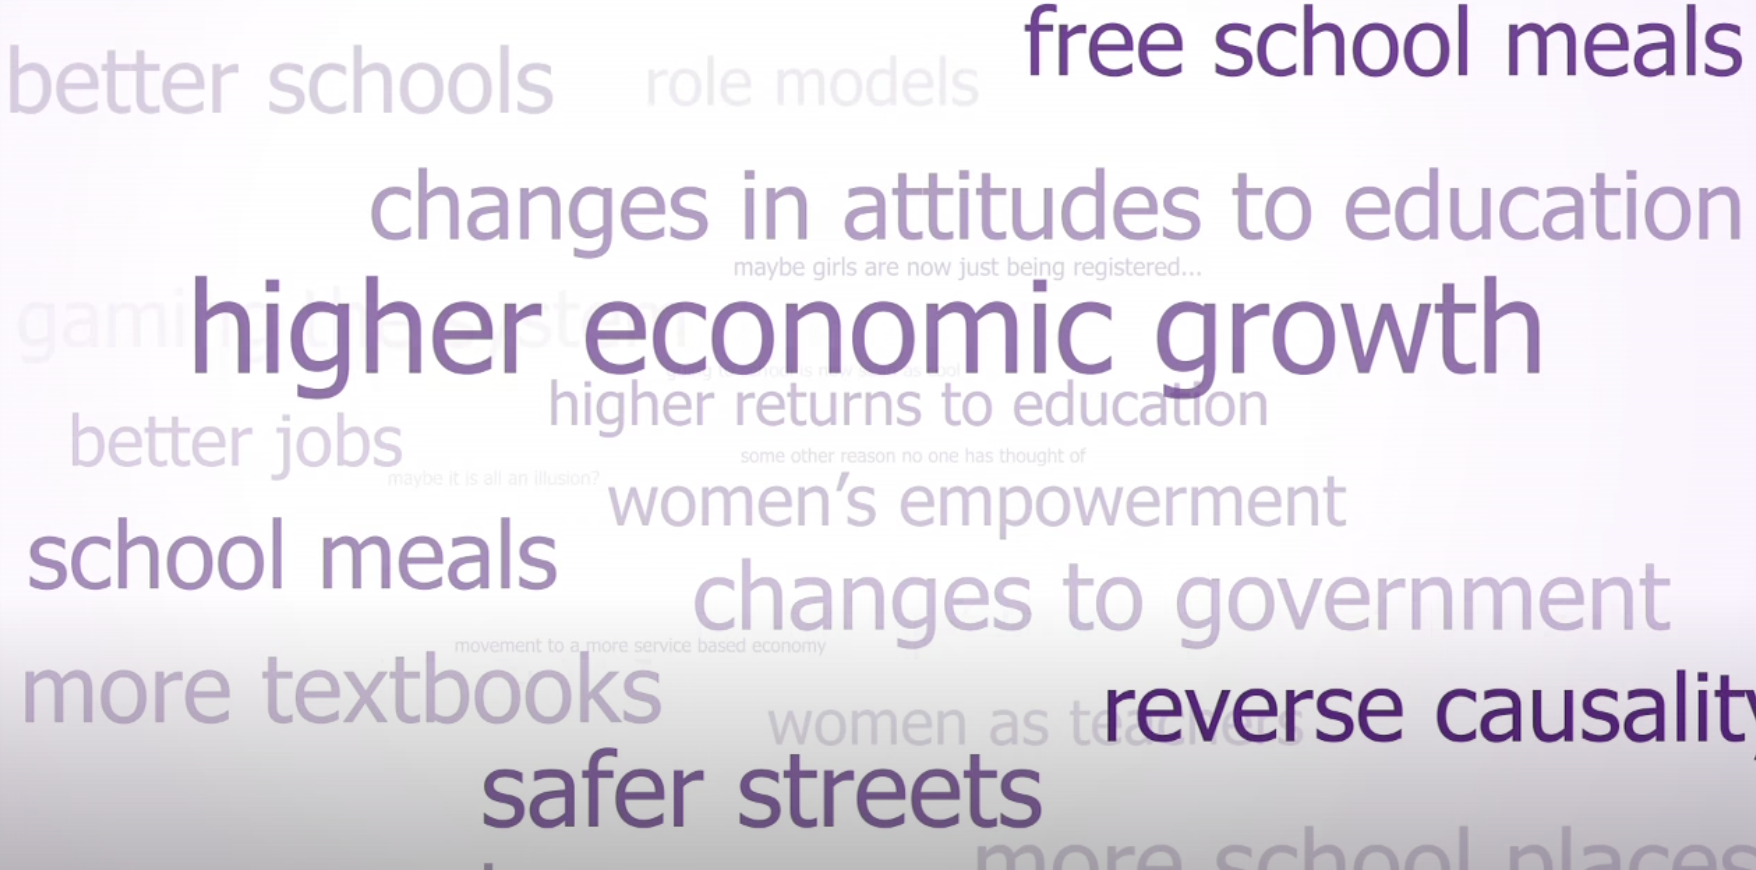 free school meals
better schools
role models
changes in attitudes to education
maybe girls are now just being registered...
higher economic growth
gaming the system
higher returns to education
better jobs
some other reason no one has thought of
maybe it is all an illusion?
women’s empowerment
school meals
changes to government
movement to a more service based economy
more textbooks
reverse causality
women as teachers
safer streets
more school places